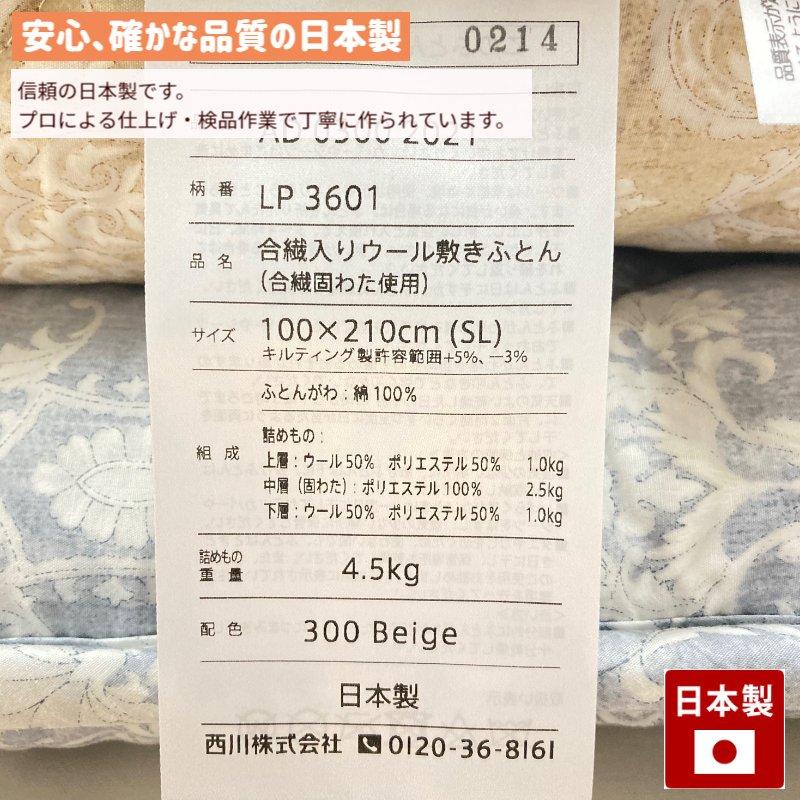 安心、確かな品質の日本製
0214
信頼の日本製です。
プロによる仕上げ・検品作業で丁寧に作られています。
AD 0500 2021
柄番 LP 3601
品名 合繊入りウール敷きふとん
(合繊固わた使用)
サイズ 100×210cm (SL)
キルティング製許容範囲+5%、−3%
ふとんがわ：綿100%
組成
詰めもの：
上層：ウール50% ポリエステル50% 1.0kg
中層（固わた）：ポリエステル100% 2.5kg
下層：ウール50% ポリエステル50% 1.0kg
詰めもの
重量 4.5kg
配色 300 Beige
日本製
西川株式会社 0120-36-8161
日本製